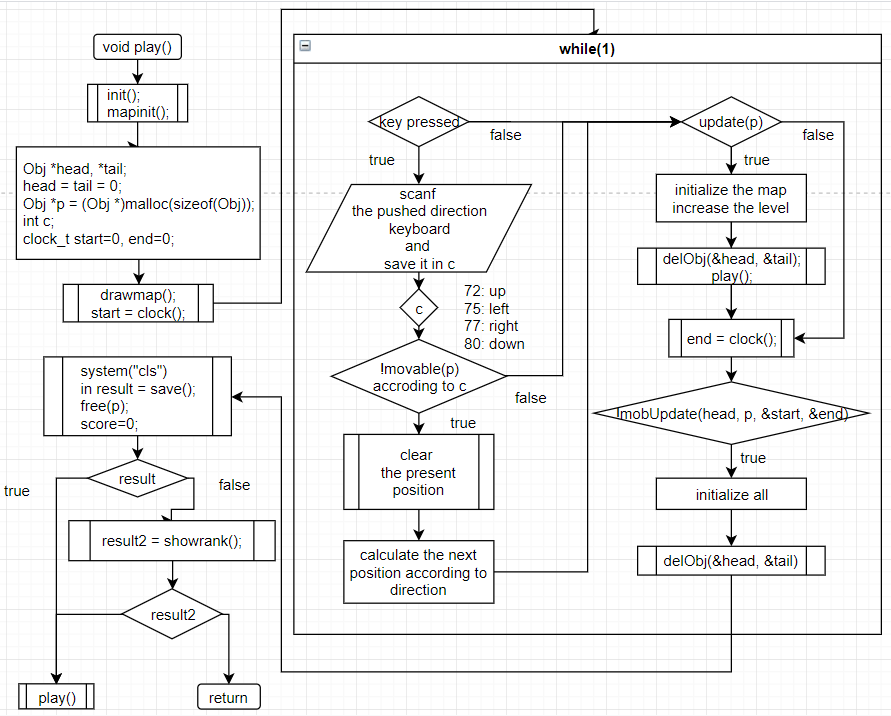 void play()
init();
mapinit();
Obj *head, *tail;
head = tail = 0;
Obj *p = (Obj *)malloc(sizeof(Obj));
int c;
clock_t start=0, end=0;
drawmap();
start = clock();
system("cls")
in result = save();
free(p);
score=0;
result
true
false
result2 = showrank();
result2
play()
return
while(1)
key pressed
false
true
scanf
the pushed direction
keyboard
and
save it in c
c
72: up
75: left
77: right
80: down
!movable(p)
accroding to c
false
true
clear
the present
position
calculate the next
position according to
direction
update(p)
false
true
initialize the map
increase the level
delObj(&head, &tail);
play();
end = clock();
!mobUpdate(head, p, &start, &end)
true
initialize all
delObj(&head, &tail)